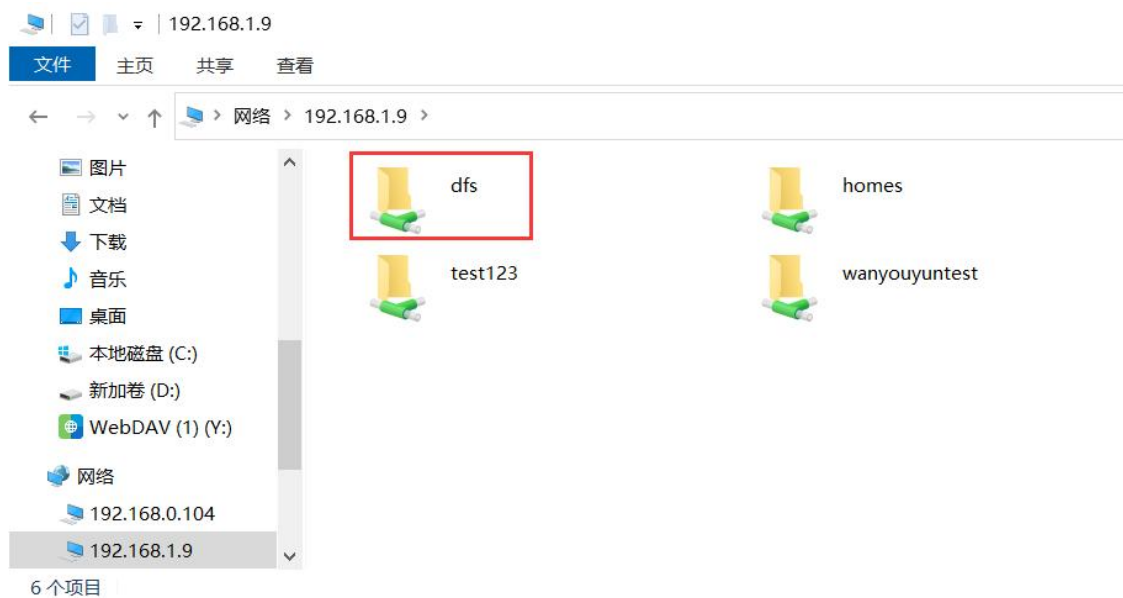 192.168.1.9
文件 主页 共享 查看
网络 192.168.1.9
图片
文档
下载
音乐
桌面
本地磁盘 (C:)
新加卷 (D:)
WebDAV (1) (Y:)
网络
192.168.0.104
192.168.1.9
dfs homes
test123 wanyouyuntest
6 个项目